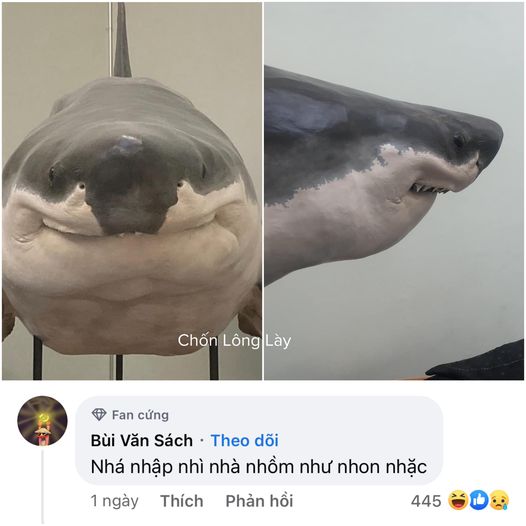 Chốn Lông Lày
Fan cứng
Bùi Văn Sách · Theo dõi
Nhá nhập nhì nhà nhồm như nhon nhặc
1 ngày Thích Phản hồi 445